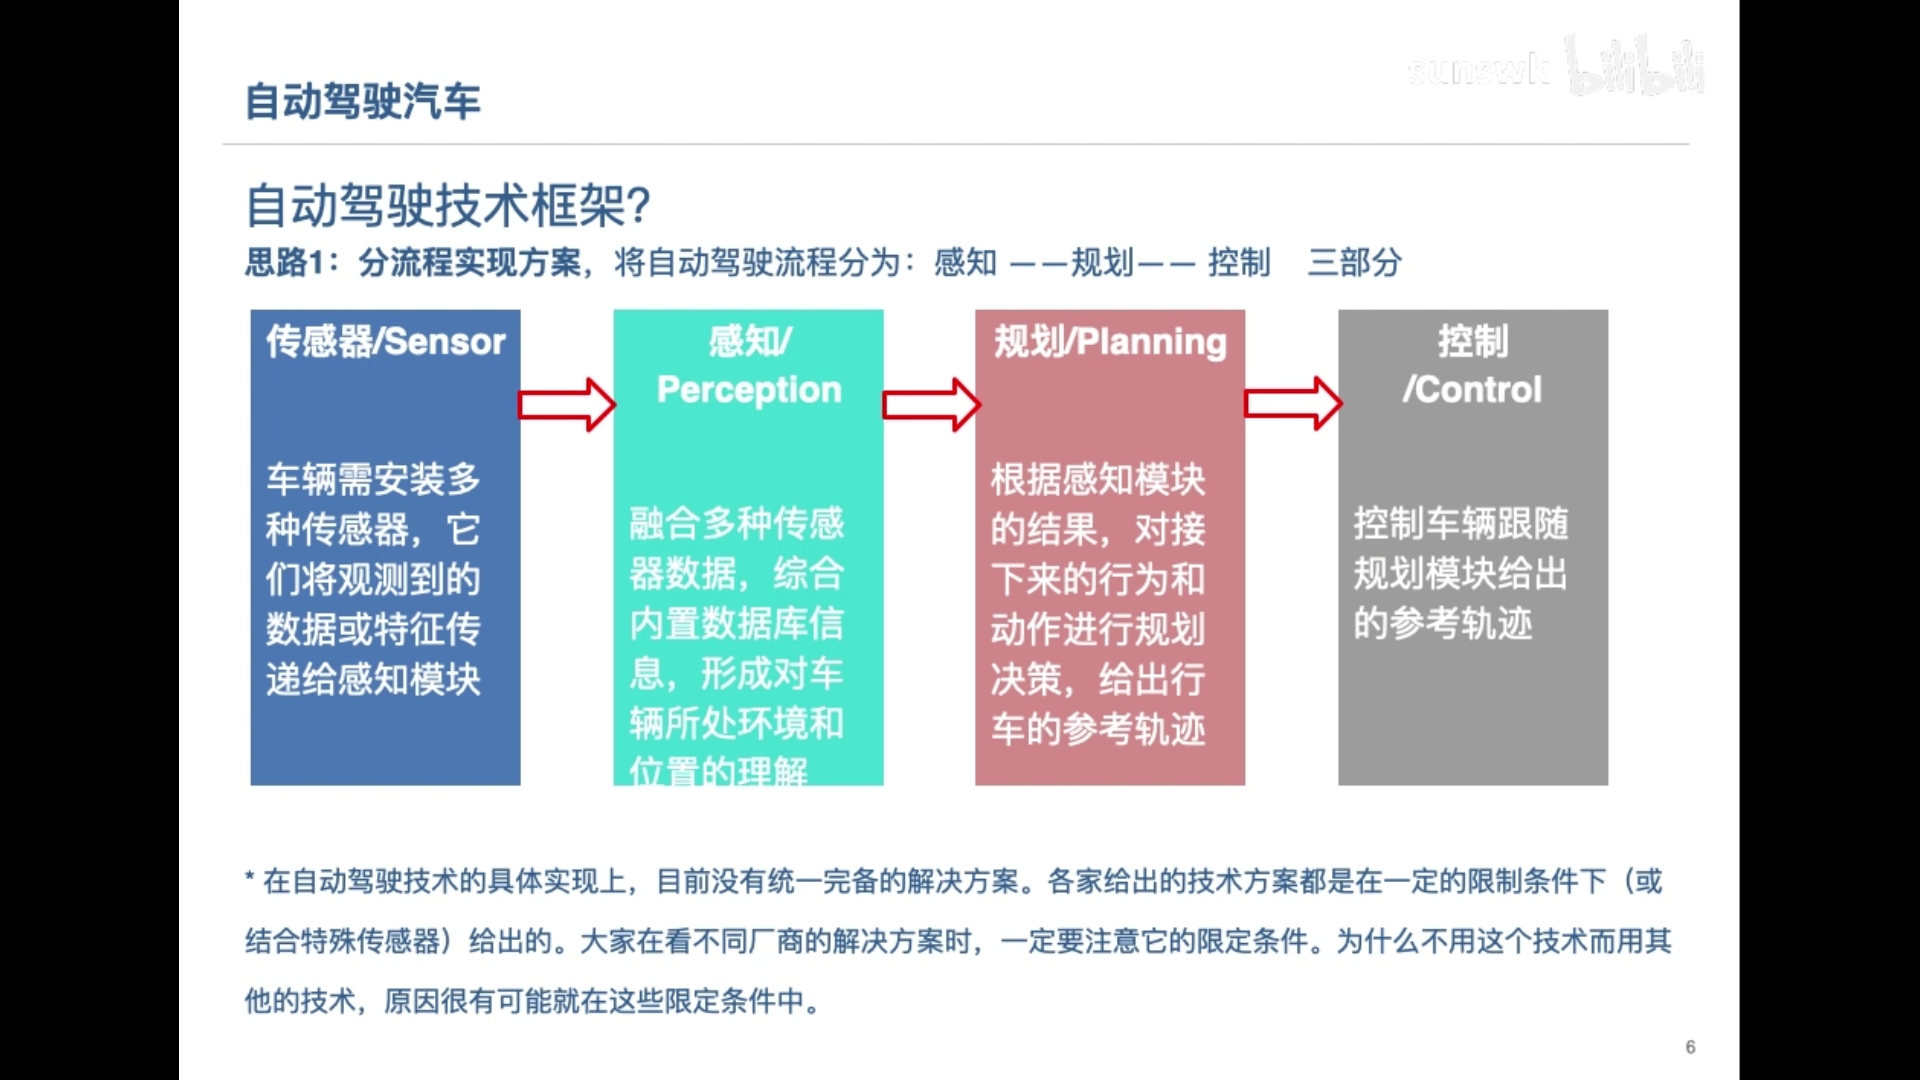 sunswk bilibili
自动驾驶汽车
自动驾驶技术框架?
思路1：分流程实现方案，将自动驾驶流程分为：感知 ——规划—— 控制 三部分
传感器/Sensor
车辆需安装多
种传感器，它
们将观测到的
数据或特征传
递给感知模块
感知/
Perception
融合多种传感
器数据，综合
内置数据库信
息，形成对车
辆所处环境和
位置的理解
规划/Planning
根据感知模块
的结果，对接
下来的行为和
动作进行规划
决策，给出行
车的参考轨迹
控制
/Control
控制车辆跟随
规划模块给出
的参考轨迹
* 在自动驾驶技术的具体实现上，目前没有统一完备的解决方案。各家给出的技术方案都是在一定的限制条件下（或
结合特殊传感器）给出的。大家在看不同厂商的解决方案时，一定要注意它的限定条件。为什么不用这个技术而用其
他的技术，原因很有可能就在这些限定条件中。
6